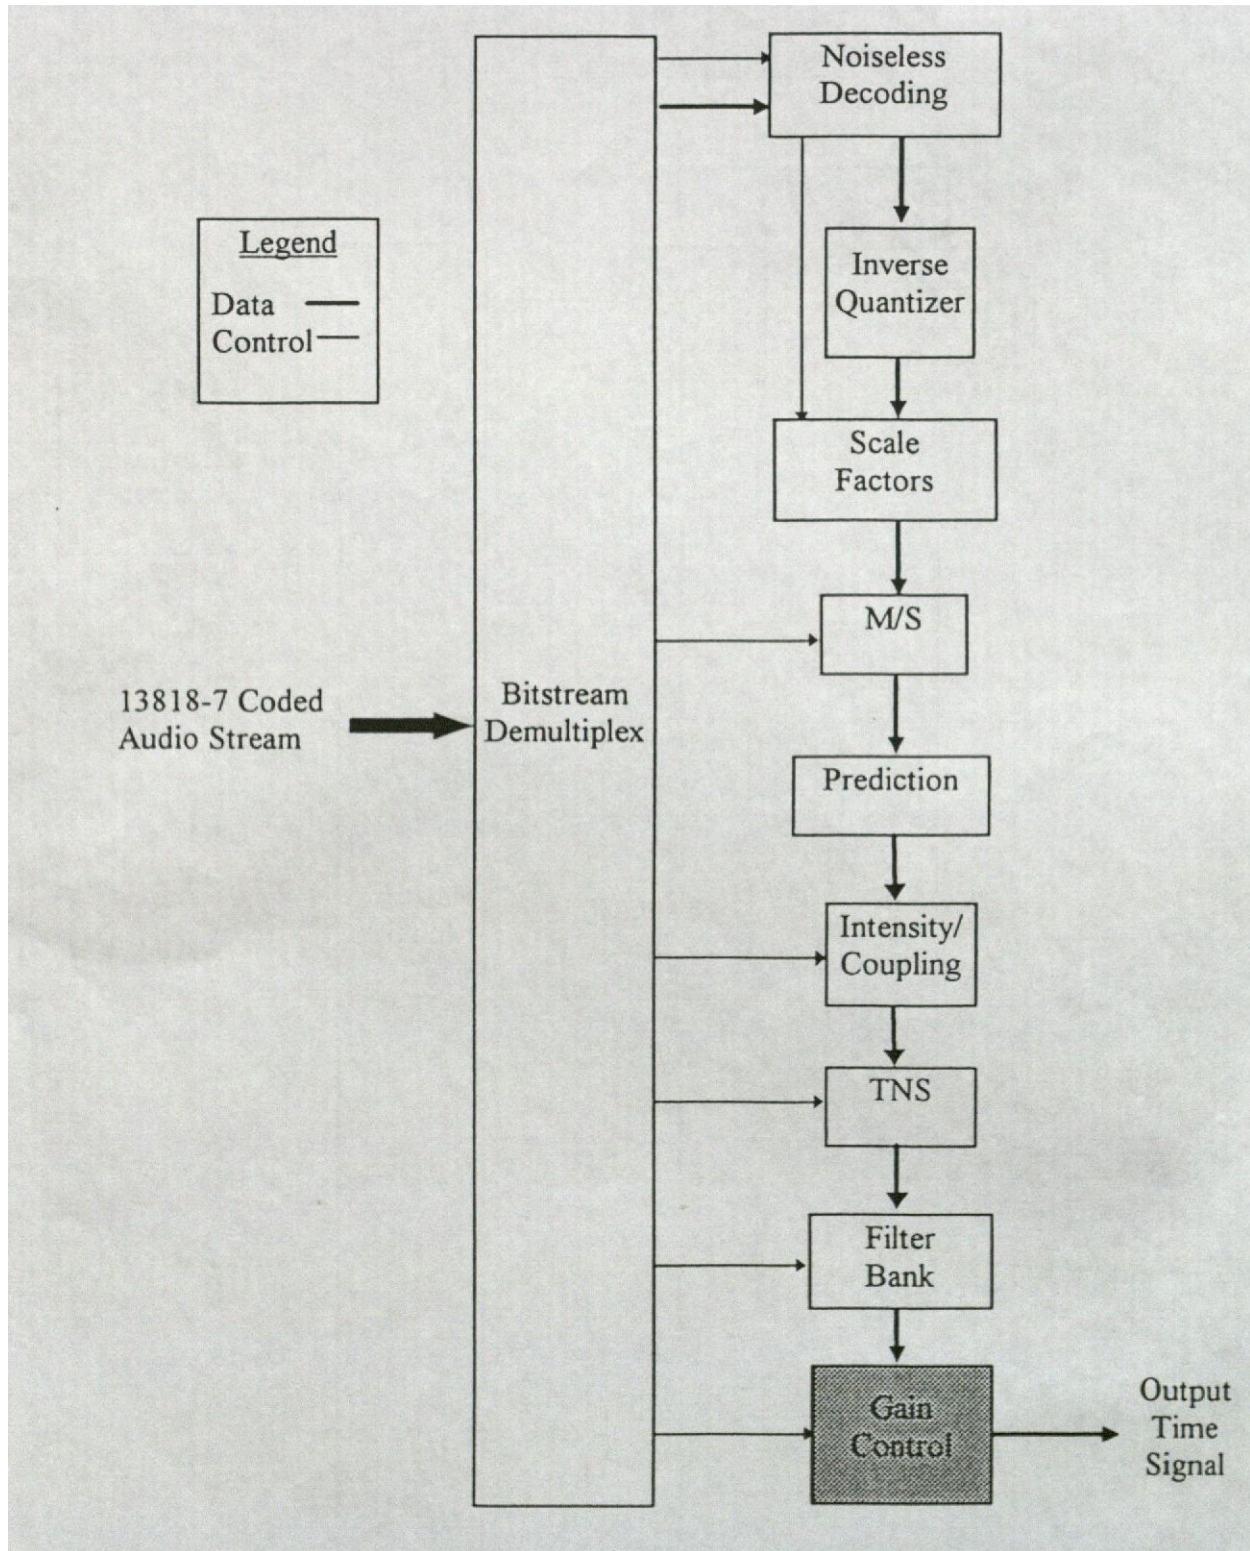 Noiseless
Decoding
Legend
Data
Control
Inverse
Quantizer
Scale
Factors
M/S
13818-7 Coded
Audio Stream
Bitstream
Demultiplex
Prediction
Intensity/
Coupling
TNS
Filter
Bank
Gain
Control
Output
Time
Signal